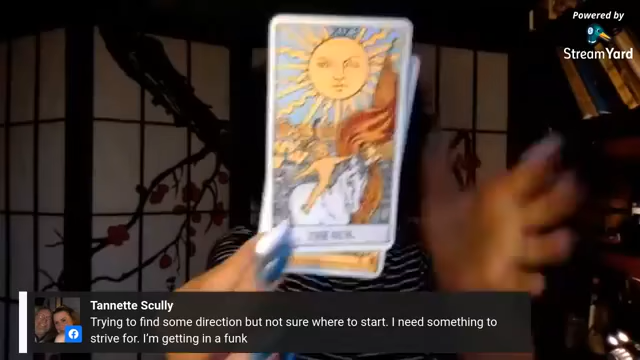 Powered by
StreamYard
THE SUN.
Tannette Scully
Trying to find some direction but not sure where to start. I need something to
strive for. I'm getting in a funk